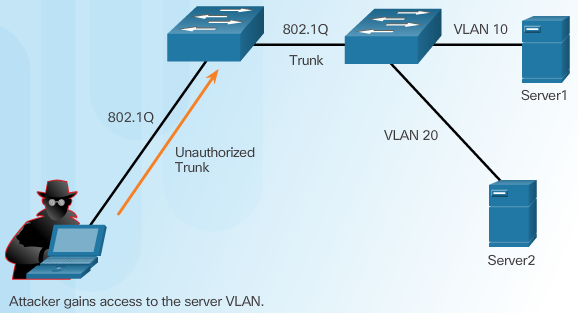 802.1Q
Trunk
VLAN 10
Server1
802.1Q
Unauthorized
Trunk
VLAN 20
Server2
Attacker gains access to the server VLAN.